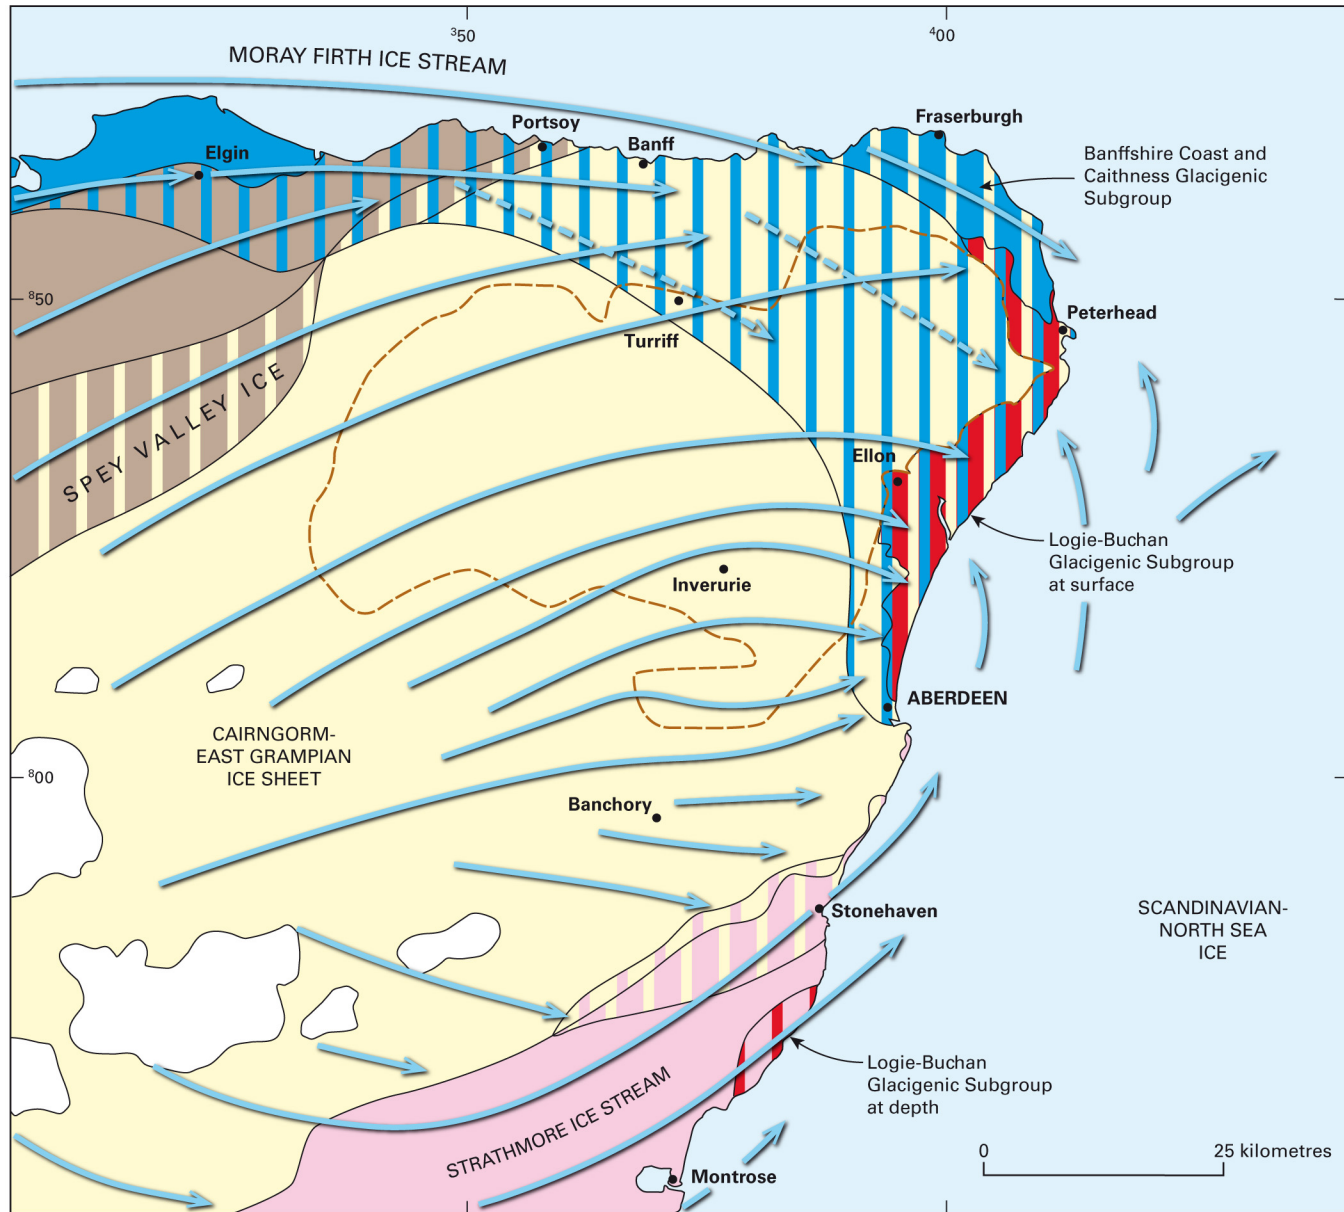 ³50
⁴00
MORAY FIRTH ICE STREAM
Fraserburgh
Portsoy
Banff
Elgin
Banffshire Coast and
Caithness Glacigenic
Subgroup
⁸50
Peterhead
Turriff
SPEY VALLEY ICE
Ellon
Logie-Buchan
Glacigenic Subgroup
at surface
Inverurie
ABERDEEN
CAIRNGORM-
EAST GRAMPIAN
ICE SHEET
⁸00
Banchory
Stonehaven
SCANDINAVIAN-
NORTH SEA
ICE
Logie-Buchan
Glacigenic Subgroup
at depth
STRATHMORE ICE STREAM
Montrose
0
25 kilometres